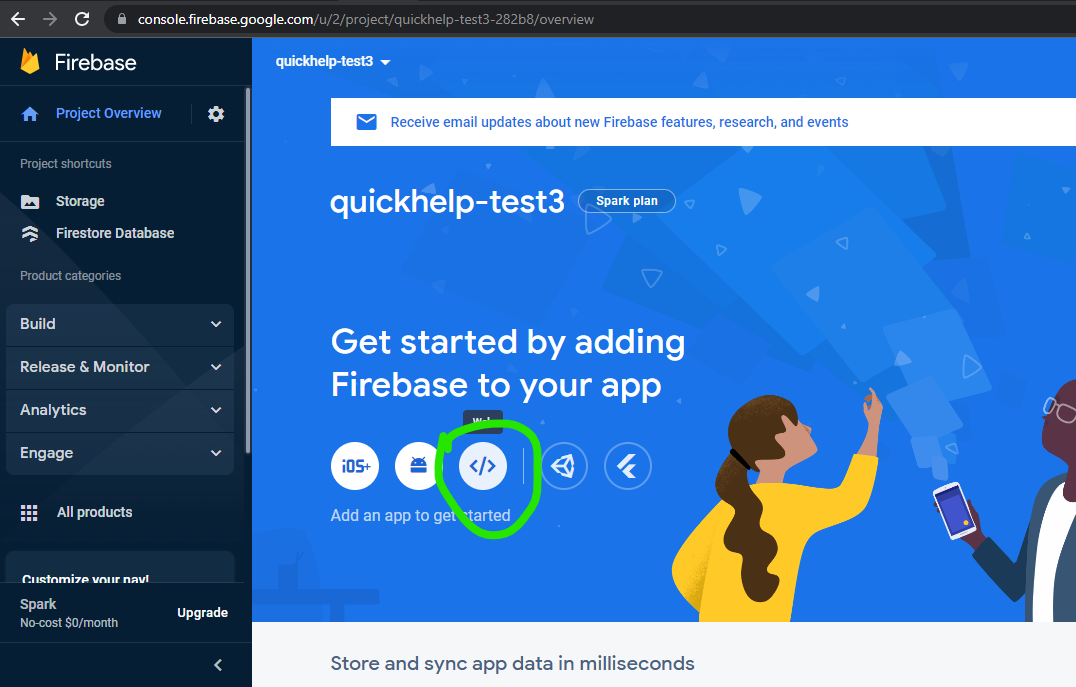 console.firebase.google.com/u/2/project/quickhelp-test3-282b8/overview
Firebase
quickhelp-test3
Project Overview
Receive email updates about new Firebase features, research, and events
Project shortcuts
Storage
Firestore Database
quickhelp-test3
Spark plan
Product categories
Build
Release & Monitor
Analytics
Engage
Get started by adding
Firebase to your app
iOS+
</>
Add an app to get started
All products
Customize your nav!
Spark
No-cost $0/month
Upgrade
Store and sync app data in milliseconds